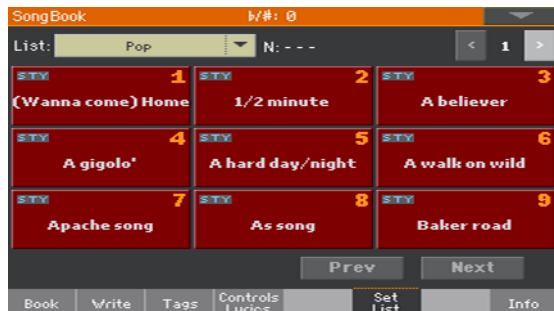 SongBook ♭/#: 0
List: Pop N: - - -
< 1 >
STY 1 STY 2 STY 3
(Wanna come) Home 1/2 minute A believer
STY 4 STY 5 STY 6
A gigolo' A hard day/night A walk on wild
STY 7 STY 8 STY 9
Apache song As song Baker road
Prev Next
Book Write Tags Controls Lyrics Set List Info